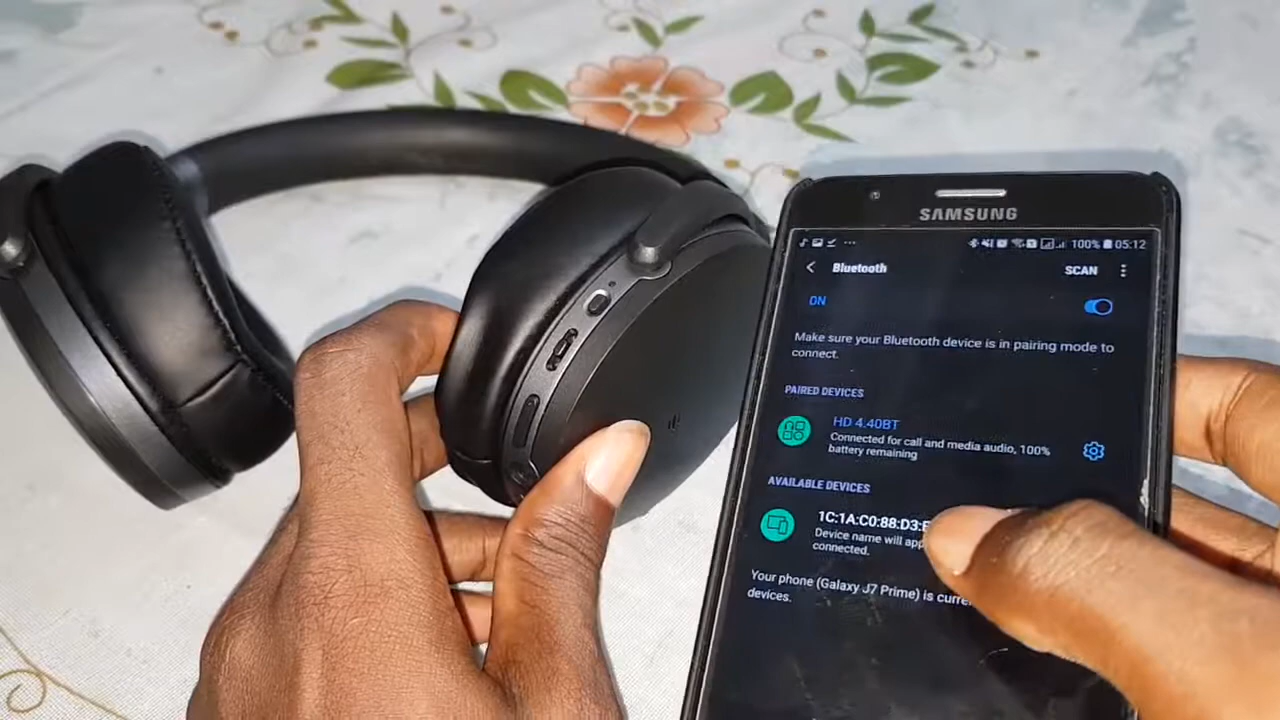 SAMSUNG
100% 05:12
Bluetooth
SCAN
ON
Make sure your Bluetooth device is in pairing mode to
connect.
PAIRED DEVICES
HD 4.40BT
Connected for call and media audio, 100%
battery remaining
AVAILABLE DEVICES
1C:1A:C0:88:D3:
Device name will
connected.
Your phone (Galaxy J7 Prime) is
devices.